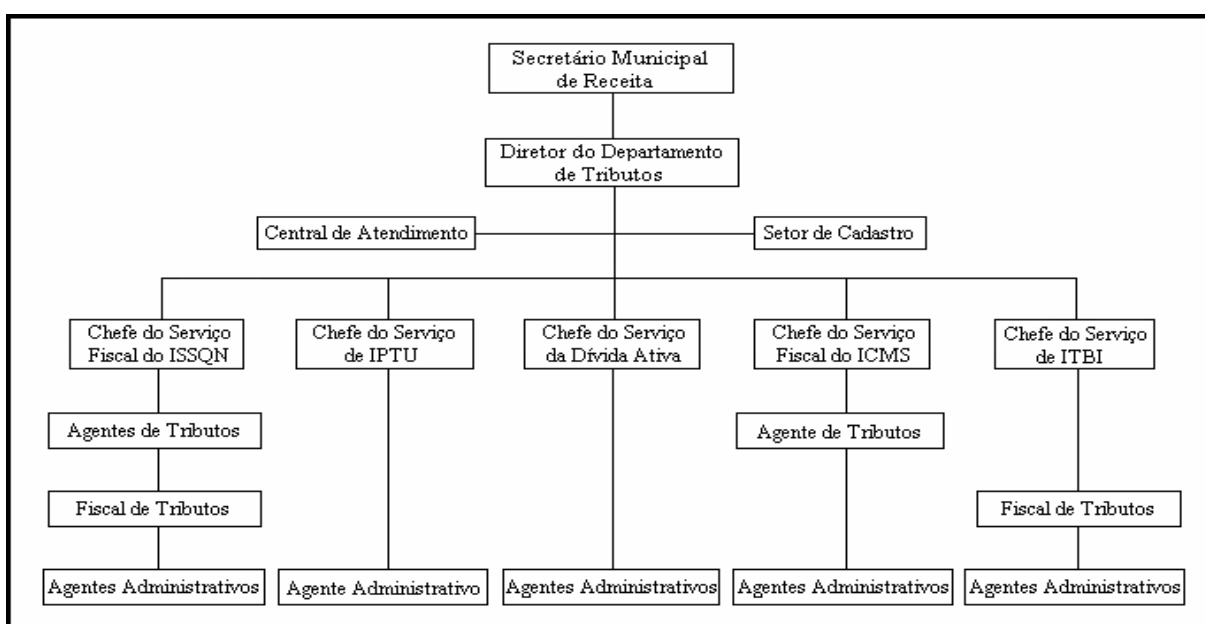 Secretário Municipal
de Receita
Diretor do Departamento
de Tributos
Central de Atendimento
Setor de Cadastro
Chefe do Serviço
Fiscal do ISSQN
Chefe do Serviço
de IPTU
Chefe do Serviço
da Dívida Ativa
Chefe do Serviço
Fiscal do ICMS
Chefe do Serviço
de ITBI
Agentes de Tributos
Agente de Tributos
Fiscal de Tributos
Fiscal de Tributos
Agentes Administrativos
Agente Administrativo
Agentes Administrativos
Agentes Administrativos
Agentes Administrativos